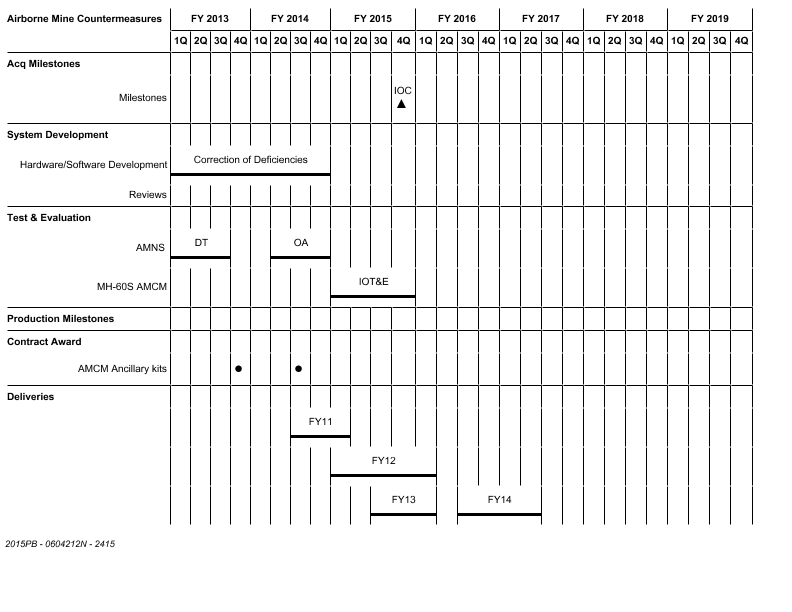 Airborne Mine Countermeasures FY 2013 FY 2014 FY 2015 FY 2016 FY 2017 FY 2018 FY 2019
1Q 2Q 3Q 4Q 1Q 2Q 3Q 4Q 1Q 2Q 3Q 4Q 1Q 2Q 3Q 4Q 1Q 2Q 3Q 4Q 1Q 2Q 3Q 4Q 1Q 2Q 3Q 4Q
Acq Milestones
IOC
Milestones
System Development
Correction of Deficiencies
Hardware/Software Development
Reviews
Test & Evaluation
DT OA
AMNS
IOT&E
MH-60S AMCM
Production Milestones
Contract Award
AMCM Ancillary kits
Deliveries
FY11
FY12
FY13 FY14
2015PB - 0604212N - 2415